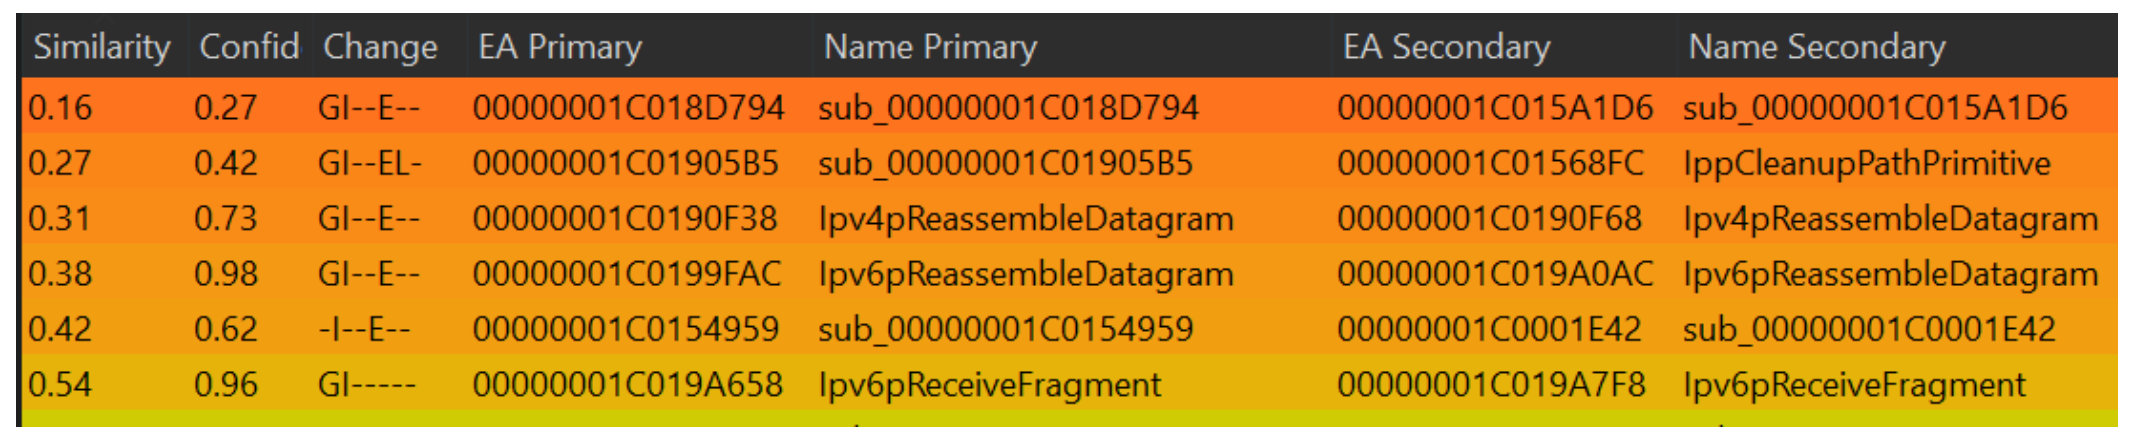 Similarity Confid Change EA Primary Name Primary EA Secondary Name Secondary
0.16 0.27 GI--E-- 00000001C018D794 sub_00000001C018D794 00000001C015A1D6 sub_00000001C015A1D6
0.27 0.42 GI--EL- 00000001C01905B5 sub_00000001C01905B5 00000001C01568FC IppCleanupPathPrimitive
0.31 0.73 GI--E-- 00000001C0190F38 Ipv4pReassembleDatagram 00000001C0190F68 Ipv4pReassembleDatagram
0.38 0.98 GI--E-- 00000001C0199FAC Ipv6pReassembleDatagram 00000001C019A0AC Ipv6pReassembleDatagram
0.42 0.62 -I--E-- 00000001C0154959 sub_00000001C0154959 00000001C0001E42 sub_00000001C0001E42
0.54 0.96 GI----- 00000001C019A658 Ipv6pReceiveFragment 00000001C019A7F8 Ipv6pReceiveFragment